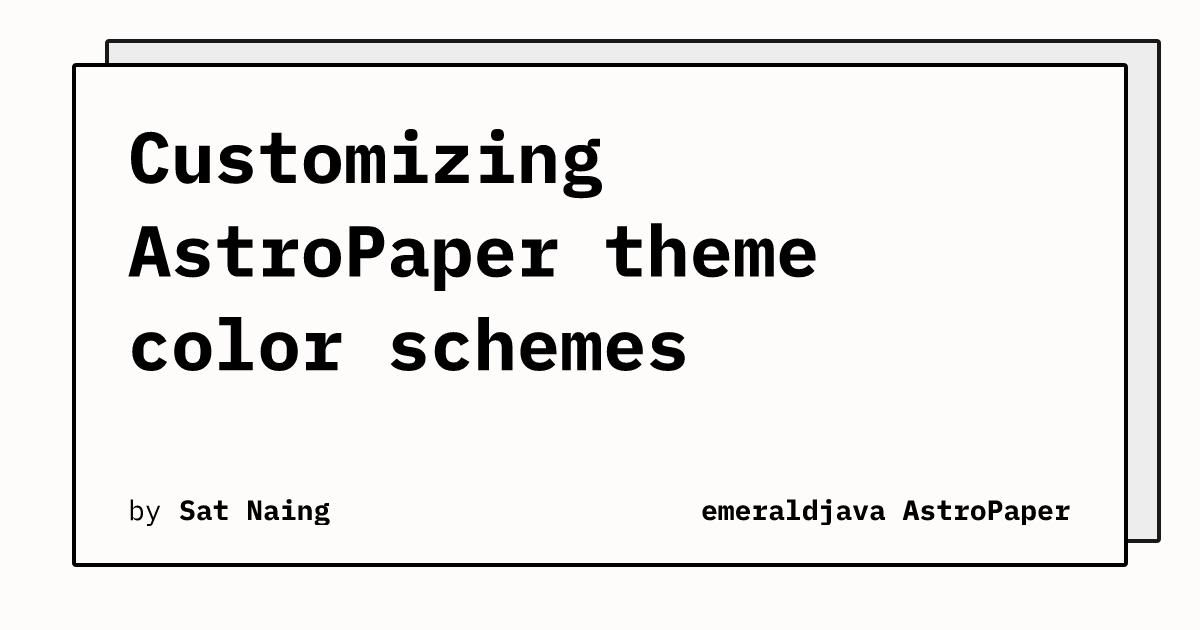 Customizing
AstroPaper theme
color schemes
by Sat Naing
emeraldjava AstroPaper